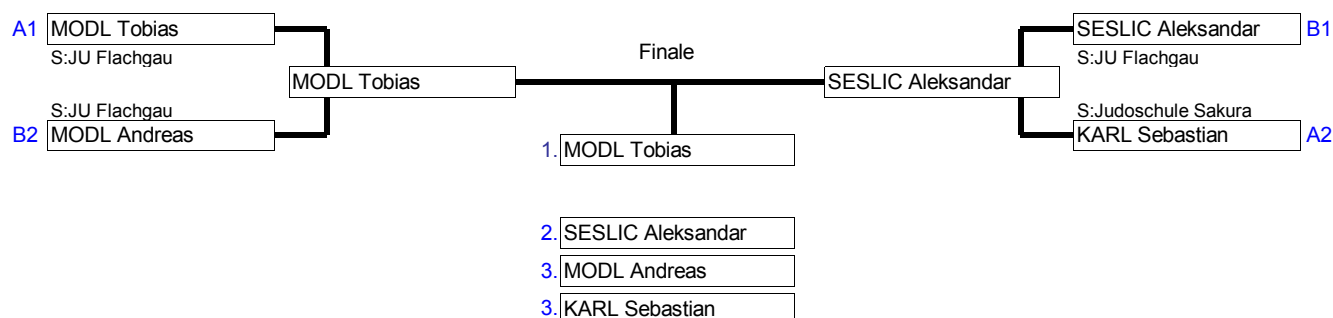 A1 MODL Tobias
S:JU Flachgau
MODL Tobias
S:JU Flachgau
B2 MODL Andreas
Finale
SESLIC Aleksandar B1
S:JU Flachgau
SESLIC Aleksandar
S:Judoschule Sakura
KARL Sebastian A2
1. MODL Tobias
2. SESLIC Aleksandar
3. MODL Andreas
3. KARL Sebastian